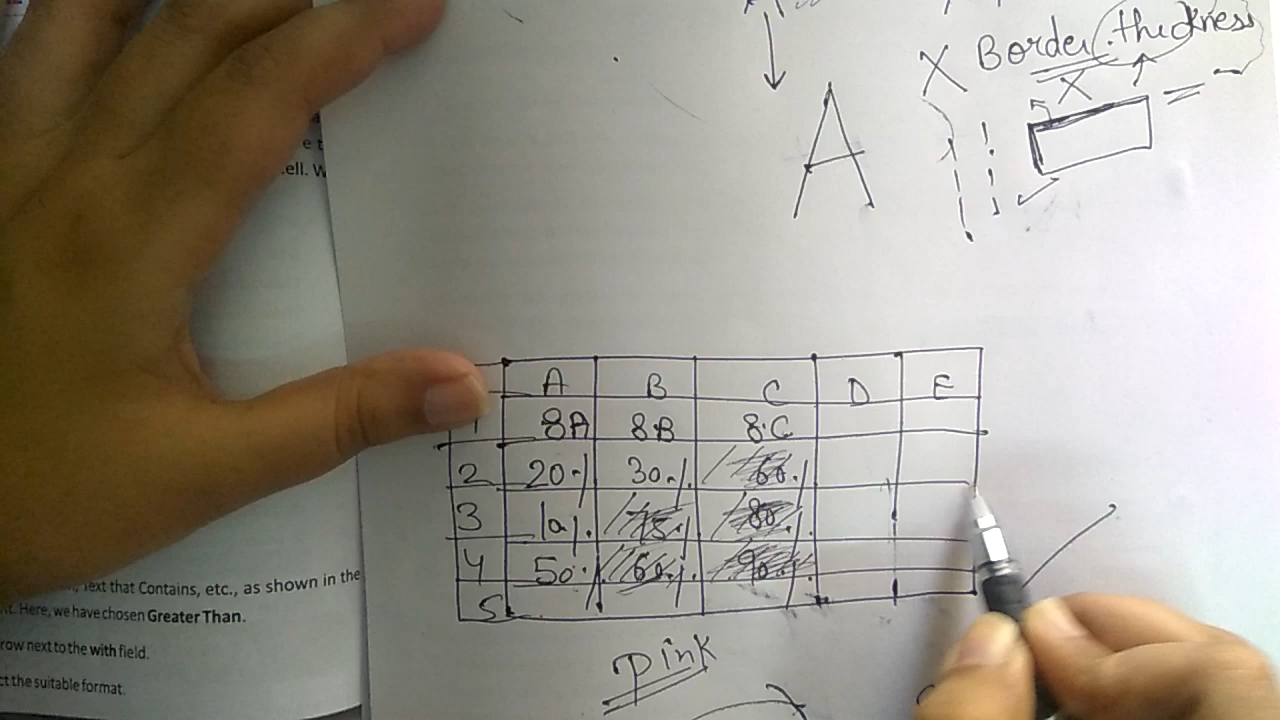 X Border thickness
X
A
A B C D E
1 8A 8B 8.C
2 20./. 30./. 60./.
3 10/. 75./. 80./.
4 50./. 60./. 90./.
5
Pink
ell. W
, Text that Contains, etc., as shown in the
Here, we have chosen Greater Than.
row next to the with field.
ct the suitable format.